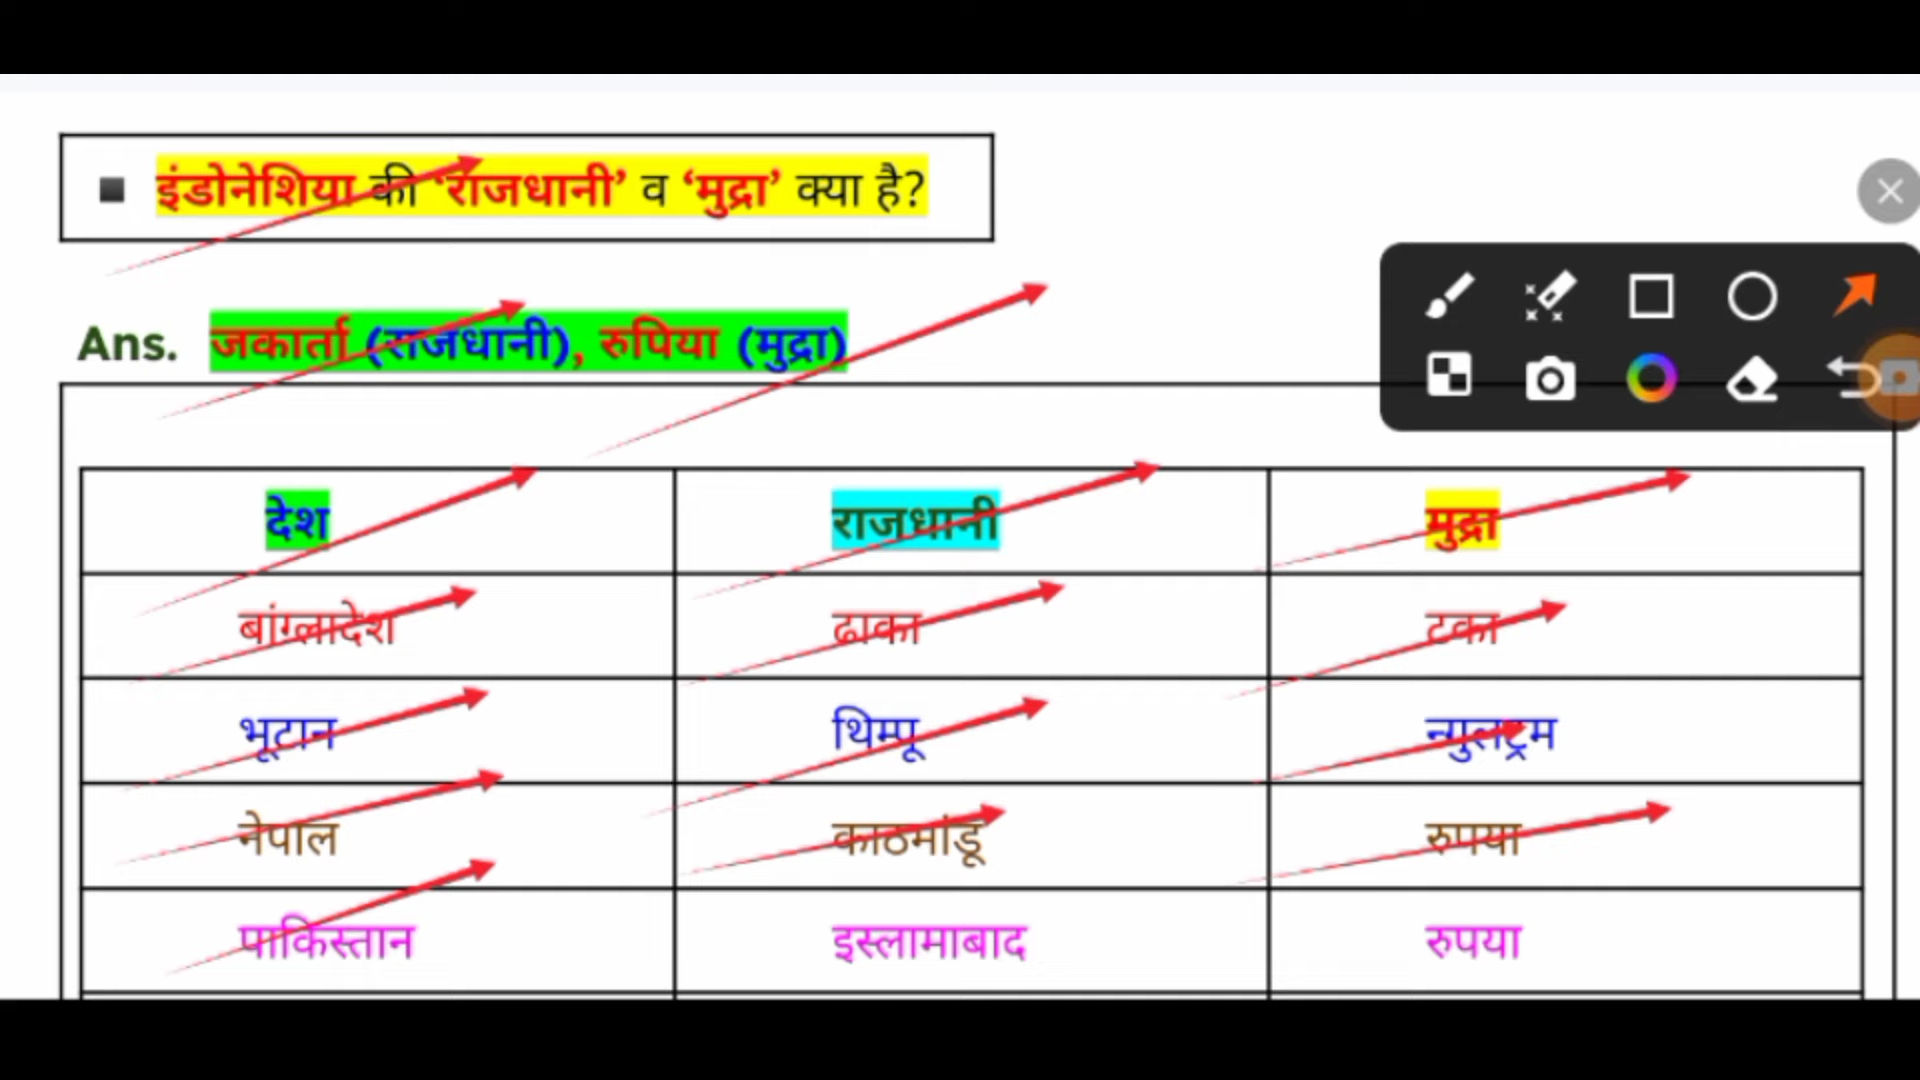 ▪ इंडोनेशिया की ‘राजधानी’ व ‘मुद्रा’ क्या है?
Ans. जकार्ता (राजधानी), रुपिया (मुद्रा)
देश राजधानी मुद्रा
बांग्लादेश ढाका टका
भूटान थिम्पू न्गुलट्रम
नेपाल काठमांडू रुपया
पाकिस्तान इस्लामाबाद रुपया